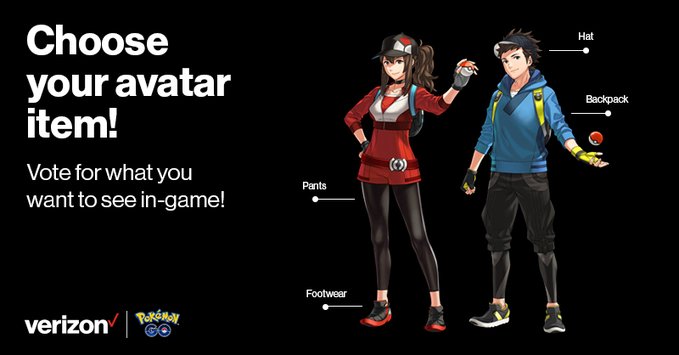 Choose
your avatar
item!
Vote for what you
want to see in-game!
Hat
Backpack
Pants
Footwear
verizon
POKÉMON
GO